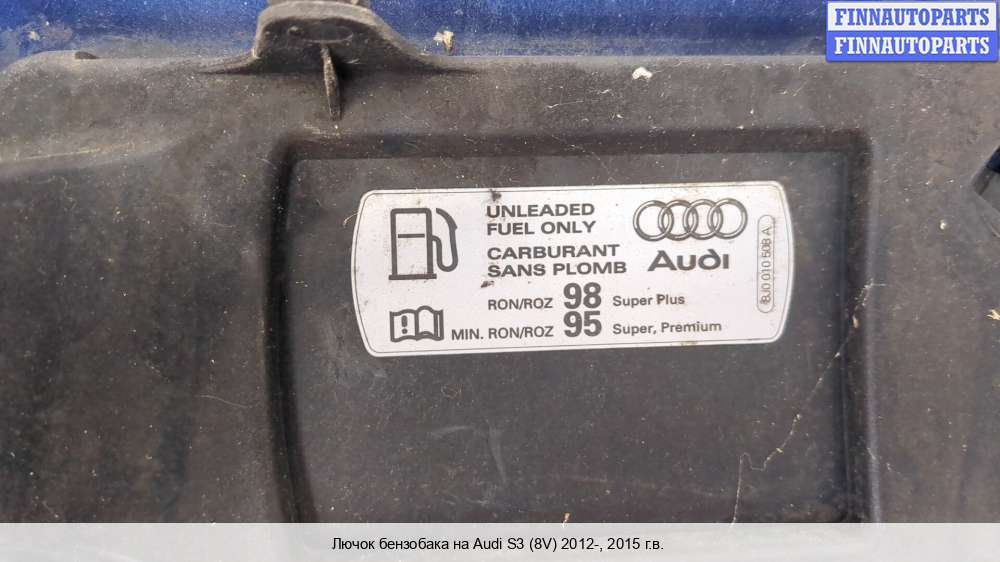 FINNAUTOPARTS
FINNAUTOPARTS
UNLEADED
FUEL ONLY
CARBURANT
SANS PLOMB
Audi
8J0 010 508 A
RON/ROZ 98 Super Plus
MIN. RON/ROZ 95 Super, Premium
Лючок бензобака на Audi S3 (8V) 2012-, 2015 г.в.